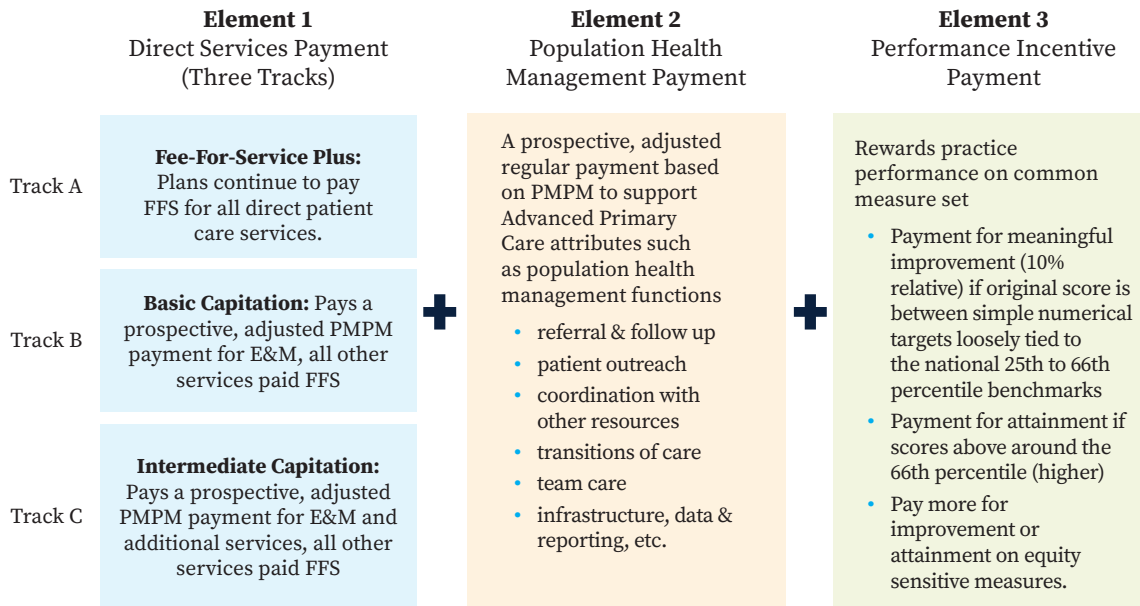 Element 1
Direct Services Payment
(Three Tracks)
Element 2
Population Health
Management Payment
Element 3
Performance Incentive
Payment
Track A
Fee-For-Service Plus:
Plans continue to pay
FFS for all direct patient
care services.
Track B
Basic Capitation: Pays a
prospective, adjusted PMPM
payment for E&M, all other
services paid FFS
Track C
Intermediate Capitation:
Pays a prospective, adjusted
PMPM payment for E&M and
additional services, all other
services paid FFS
+
A prospective, adjusted
regular payment based
on PMPM to support
Advanced Primary
Care attributes such
as population health
management functions
• referral & follow up
• patient outreach
• coordination with
other resources
• transitions of care
• team care
• infrastructure, data &
reporting, etc.
+
Rewards practice
performance on common
measure set
• Payment for meaningful
improvement (10%
relative) if original score is
between simple numerical
targets loosely tied to
the national 25th to 66th
percentile benchmarks
• Payment for attainment if
scores above around the
66th percentile (higher)
• Pay more for
improvement or
attainment on equity
sensitive measures.